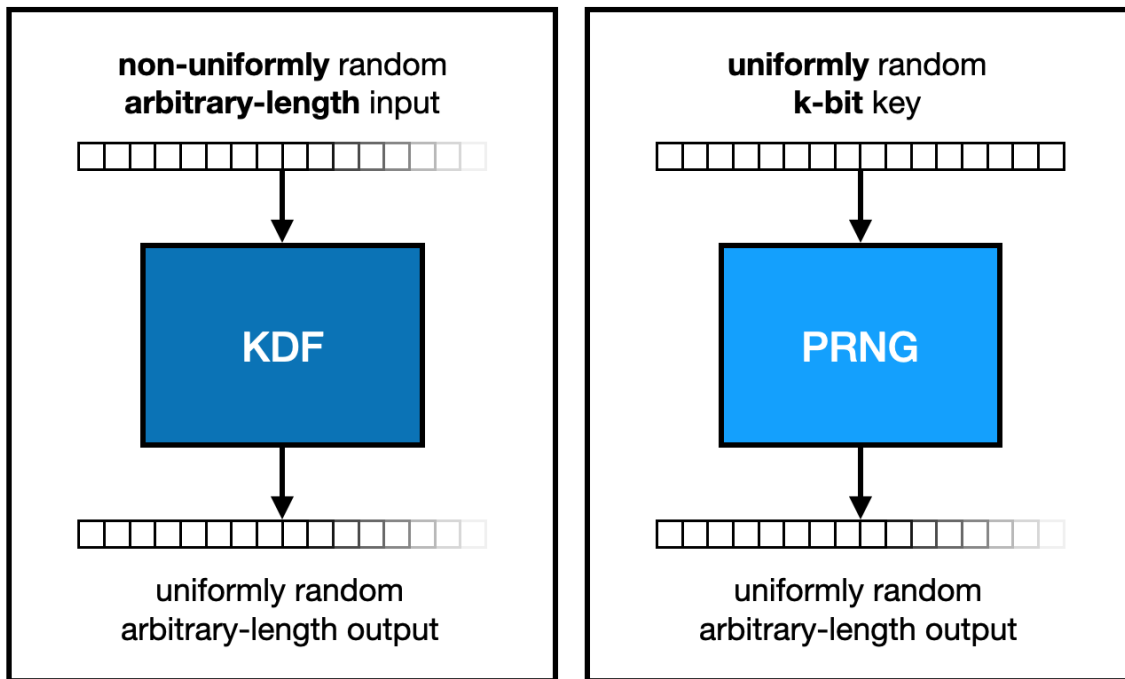 non-uniformly random
arbitrary-length input
KDF
uniformly random
arbitrary-length output
uniformly random
k-bit key
PRNG
uniformly random
arbitrary-length output